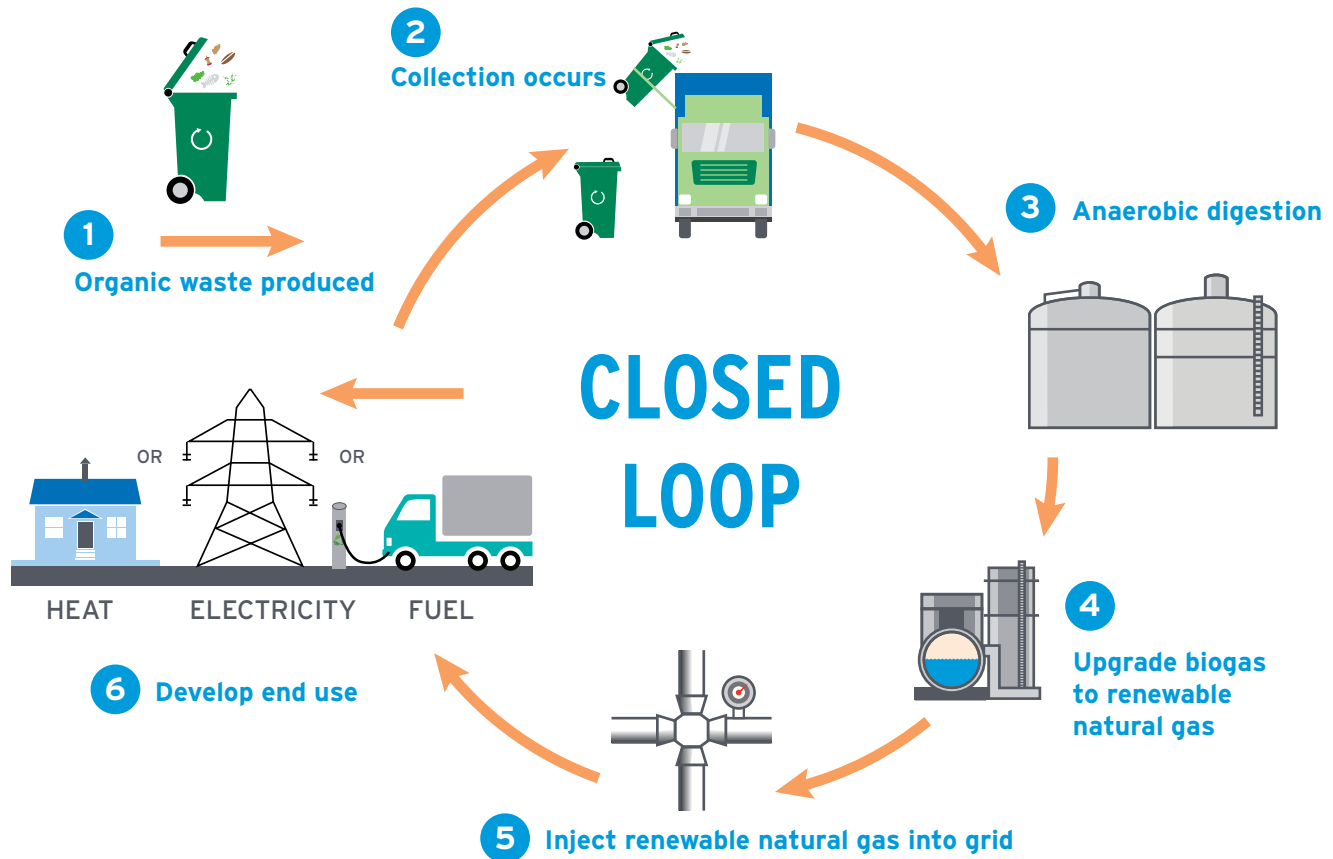 1
Organic waste produced
2
Collection occurs
3 Anaerobic digestion
4
Upgrade biogas
to renewable
natural gas
5 Inject renewable natural gas into grid
6 Develop end use
HEAT
OR
ELECTRICITY
OR
FUEL
CLOSED
LOOP